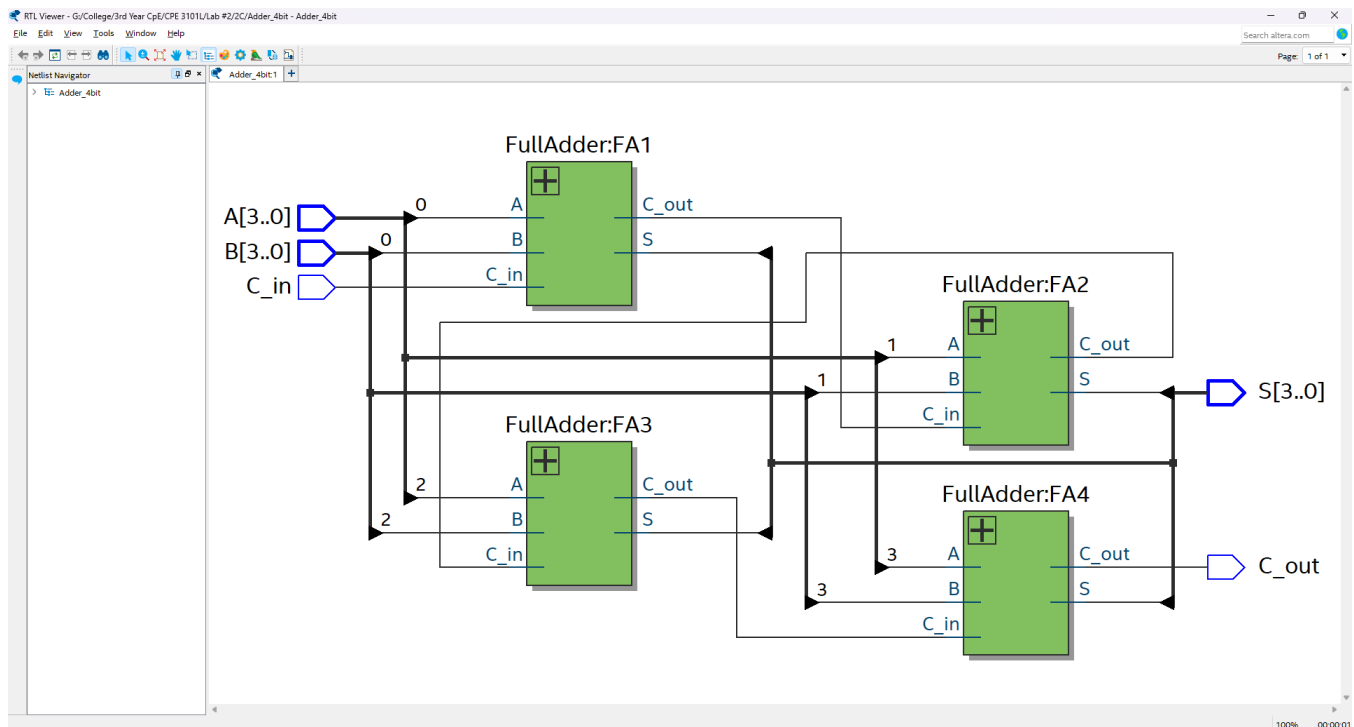 RTL Viewer - G:/College/3rd Year CpE/CPE 3101L/Lab #2/2C/Adder_4bit - Adder_4bit
File Edit View Tools Window Help
Search altera.com
Page: 1 of 1
Netlist Navigator
Adder_4bit:1
Adder_4bit
FullAdder:FA1
A[3..0]
0
A
C_out
B[3..0]
0
B
S
C_in
C_in
FullAdder:FA2
1
A
C_out
1
B
S
S[3..0]
C_in
FullAdder:FA3
2
A
C_out
2
B
S
C_in
FullAdder:FA4
3
A
C_out
C_out
3
B
S
C_in
100% 00:00:01